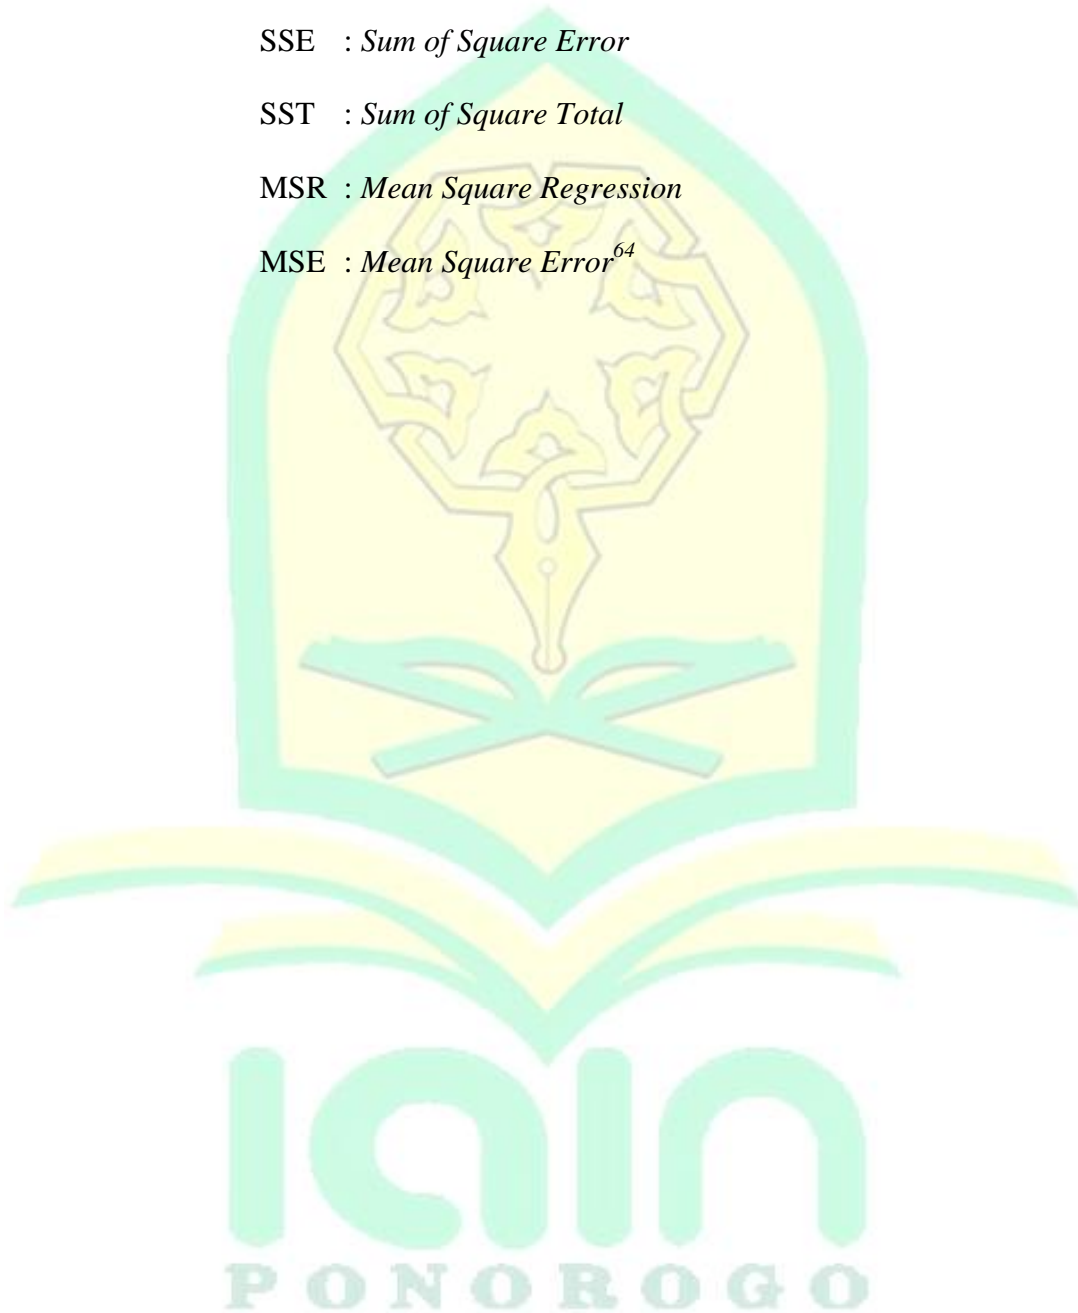 SSE : Sum of Square Error
SST : Sum of Square Total
MSR : Mean Square Regression
MSE : Mean Square Error64
iain
PONOROGO